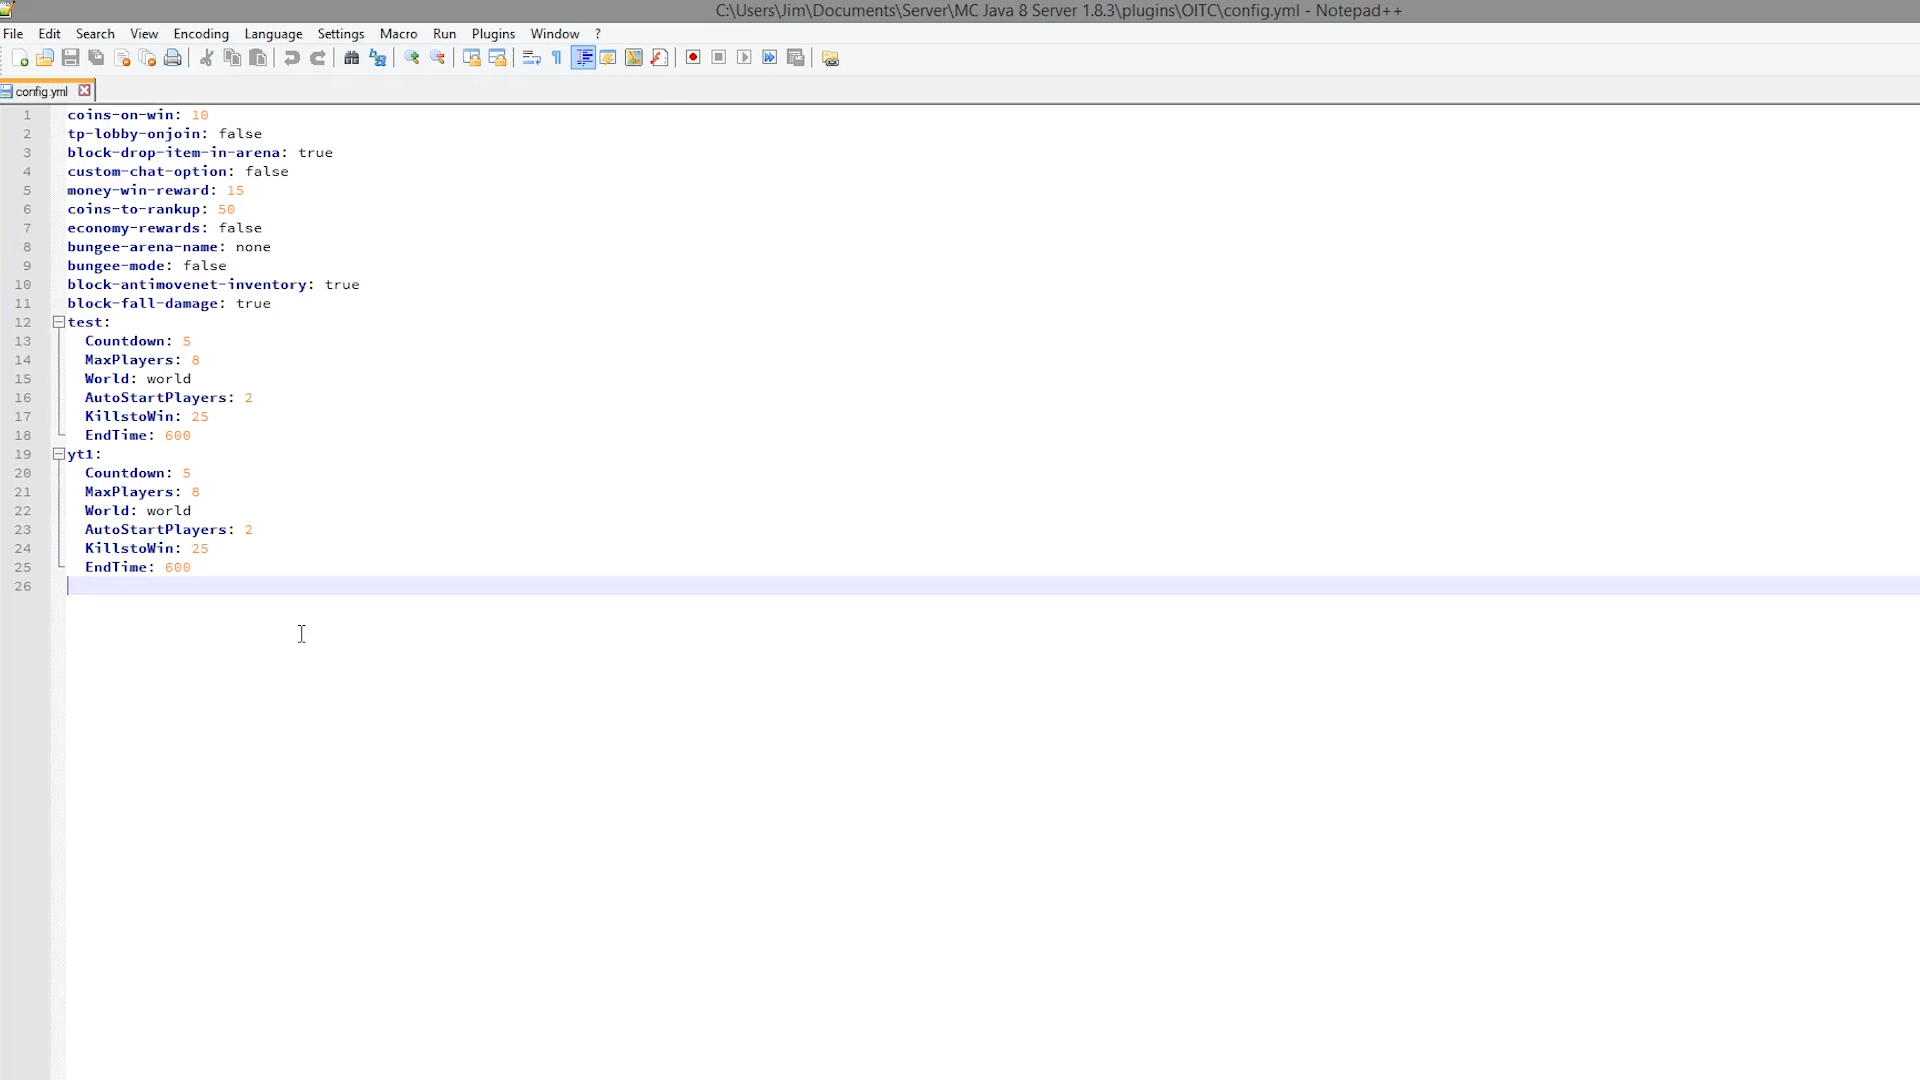 C:\Users\Jim\Documents\Server\MC Java 8 Server 1.8.3\plugins\OITC\config.yml - Notepad++
File Edit Search View Encoding Language Settings Macro Run Plugins Window ?
config.yml
1 coins-on-win: 10
2 tp-lobby-onjoin: false
3 block-drop-item-in-arena: true
4 custom-chat-option: false
5 money-win-reward: 15
6 coins-to-rankup: 50
7 economy-rewards: false
8 bungee-arena-name: none
9 bungee-mode: false
10 block-antimovenet-inventory: true
11 block-fall-damage: true
12 test:
13 Countdown: 5
14 MaxPlayers: 8
15 World: world
16 AutoStartPlayers: 2
17 KillstoWin: 25
18 EndTime: 600
19 yt1:
20 Countdown: 5
21 MaxPlayers: 8
22 World: world
23 AutoStartPlayers: 2
24 KillstoWin: 25
25 EndTime: 600
26